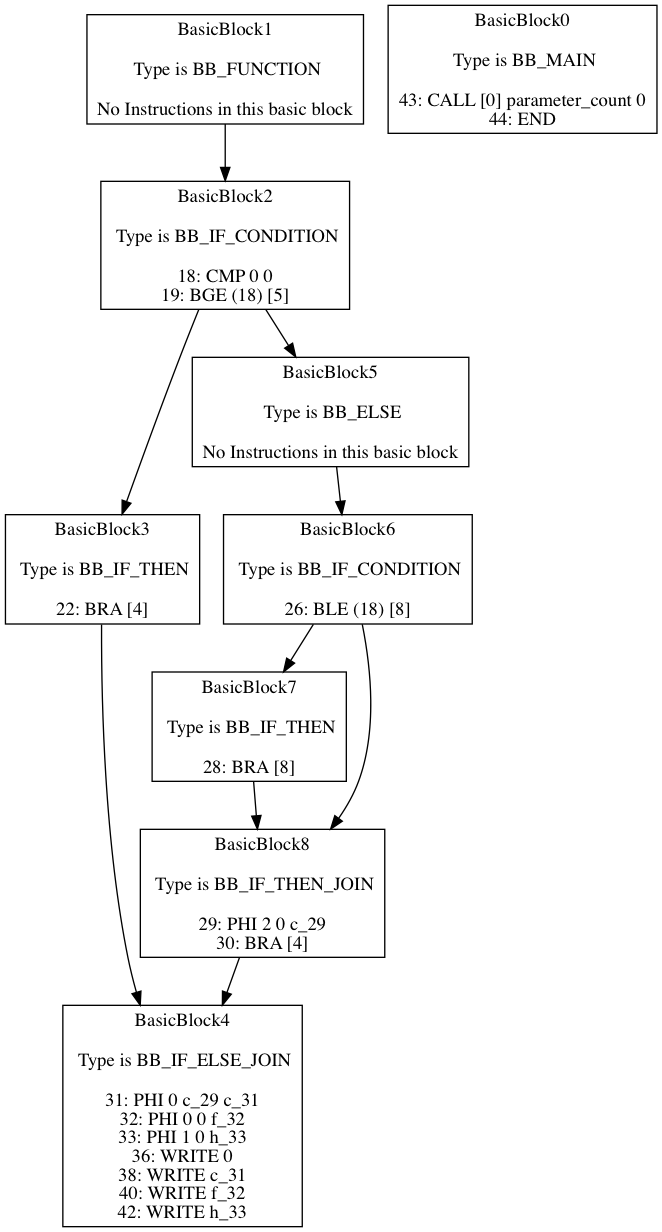 BasicBlock1
Type is BB_FUNCTION
No Instructions in this basic block
BasicBlock0
Type is BB_MAIN
43: CALL [0] parameter_count 0
44: END
BasicBlock2
Type is BB_IF_CONDITION
18: CMP 0 0
19: BGE (18) [5]
BasicBlock5
Type is BB_ELSE
No Instructions in this basic block
BasicBlock3
Type is BB_IF_THEN
22: BRA [4]
BasicBlock6
Type is BB_IF_CONDITION
26: BLE (18) [8]
BasicBlock7
Type is BB_IF_THEN
28: BRA [8]
BasicBlock8
Type is BB_IF_THEN_JOIN
29: PHI 2 0 c_29
30: BRA [4]
BasicBlock4
Type is BB_IF_ELSE_JOIN
31: PHI 0 c_29 c_31
32: PHI 0 0 f_32
33: PHI 1 0 h_33
36: WRITE 0
38: WRITE c_31
40: WRITE f_32
42: WRITE h_33